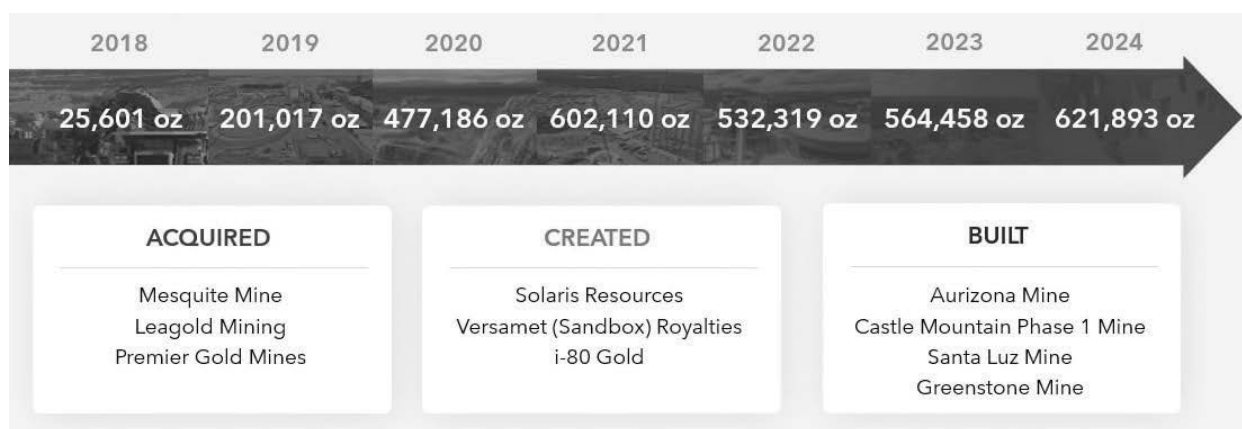 2018 2019 2020 2021 2022 2023 2024
25,601 oz 201,017 oz 477,186 oz 602,110 oz 532,319 oz 564,458 oz 621,893 oz
ACQUIRED
Mesquite Mine
Leagold Mining
Premier Gold Mines
CREATED
Solaris Resources
Versamet (Sandbox) Royalties
i-80 Gold
BUILT
Aurizona Mine
Castle Mountain Phase 1 Mine
Santa Luz Mine
Greenstone Mine